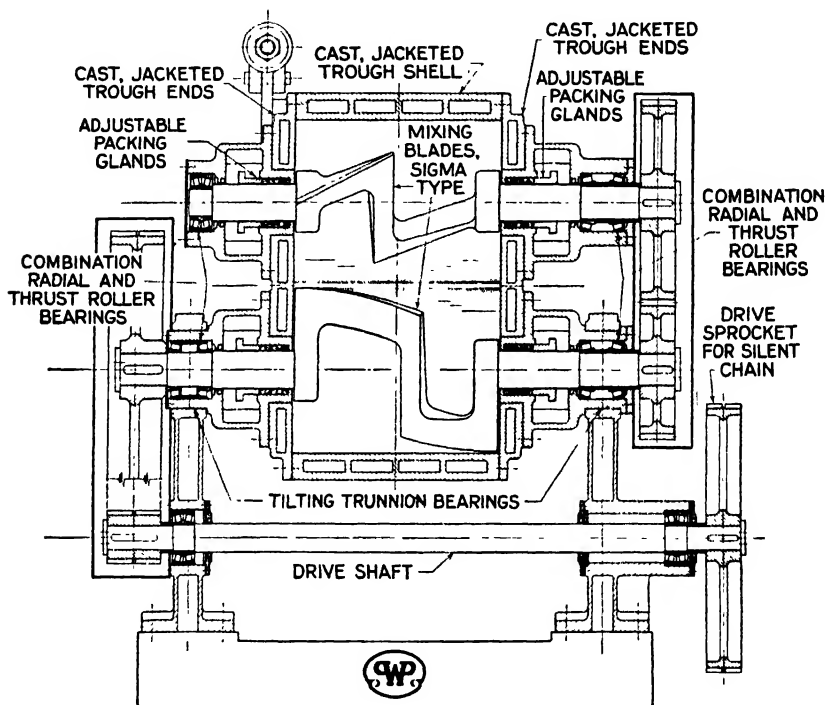 CAST, JACKETED
TROUGH ENDS
CAST, JACKETED
TROUGH SHELL
CAST, JACKETED
TROUGH ENDS
ADJUSTABLE
PACKING
GLANDS
ADJUSTABLE
PACKING
GLANDS
MIXING
BLADES,
SIGMA
TYPE
COMBINATION
RADIAL AND
THRUST ROLLER
BEARINGS
COMBINATION
RADIAL AND
THRUST
ROLLER
BEARINGS
DRIVE
SPROCKET
FOR SILENT
CHAIN
TILTING TRUNNION BEARINGS
DRIVE SHAFT